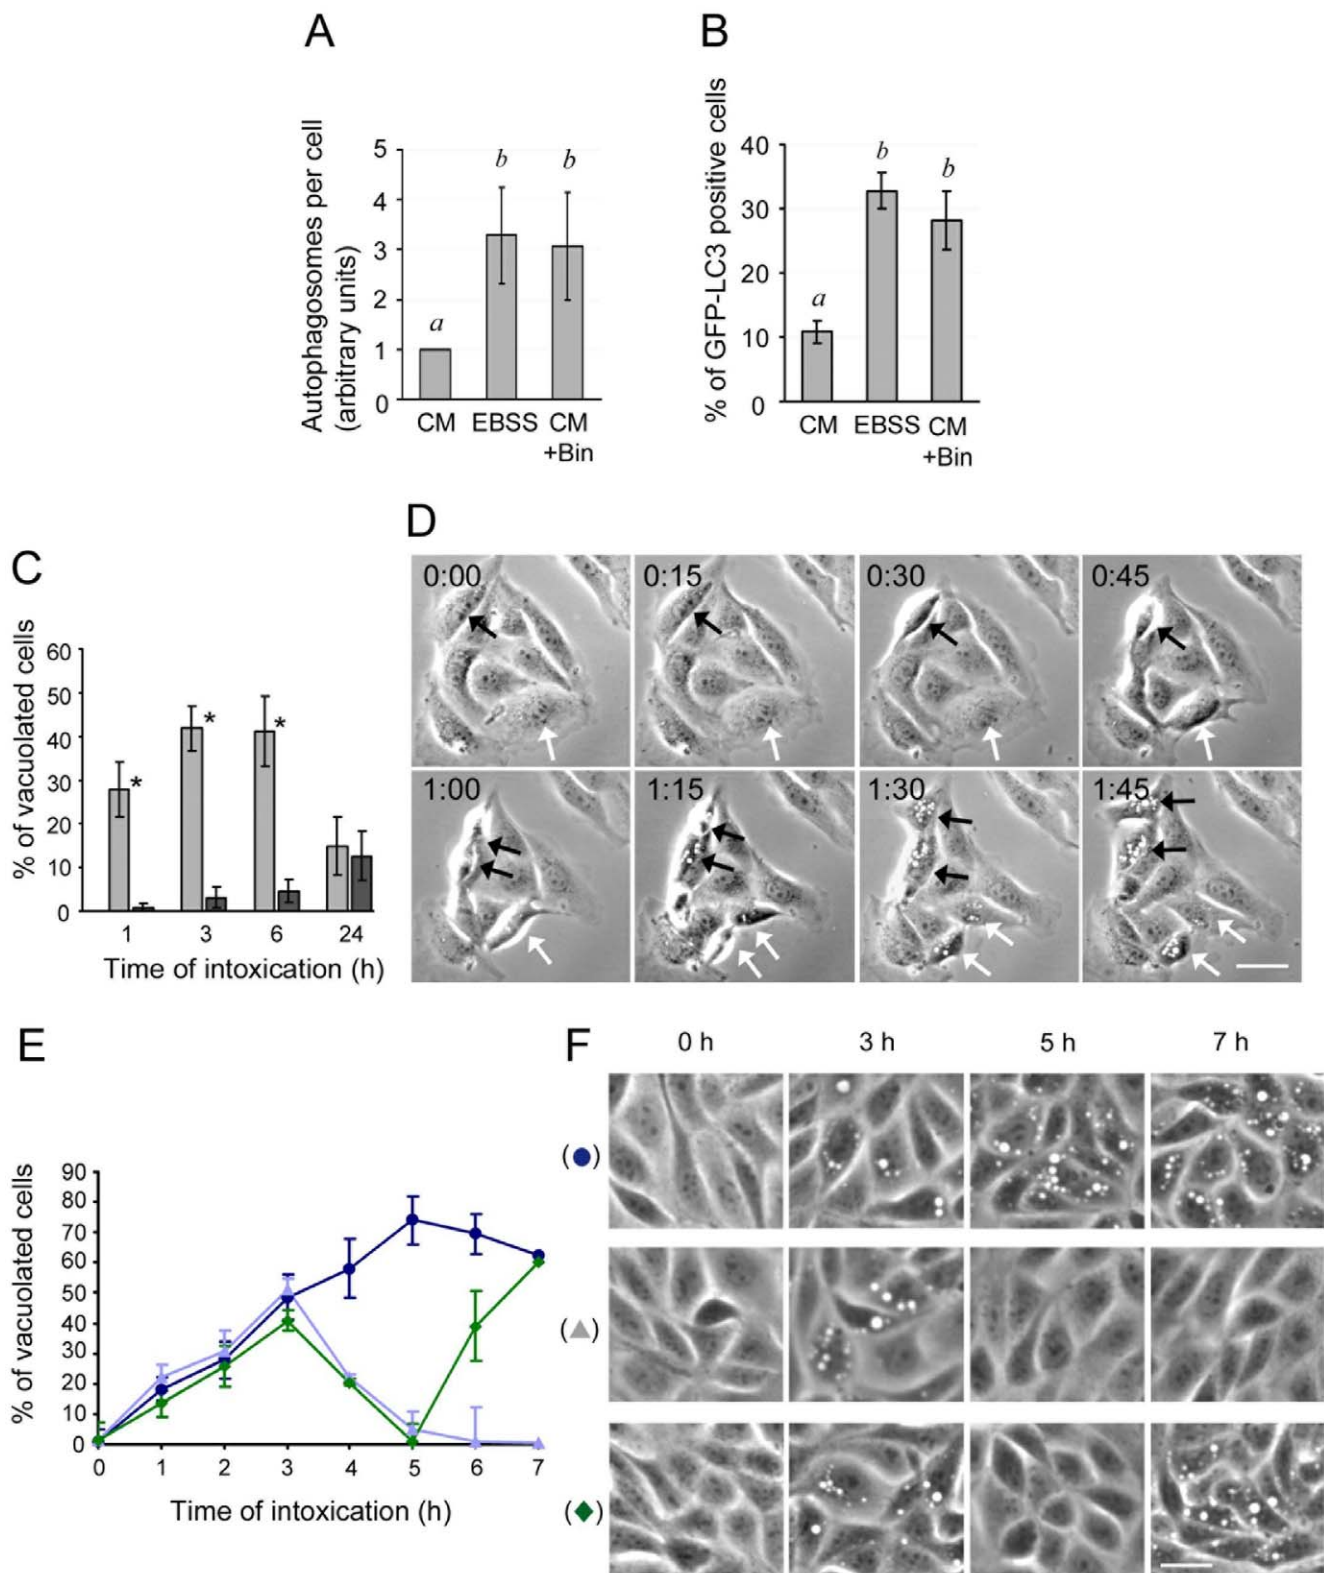 A
Autophagosomes per cell
(arbitrary units)
5
4
3
2
1
0
a
b
b
CM
EBSS
CM
+Bin
B
% of GFP-LC3 positive cells
40
30
20
10
0
a
b
b
CM
EBSS
CM
+Bin
C
% of vacuolated cells
60
50
40
30
20
10
0
*
*
*
1
3
6
24
Time of intoxication (h)
D
0:00
0:15
0:30
0:45
1:00
1:15
1:30
1:45
E
% of vacuolated cells
90
80
70
60
50
40
30
20
10
0
0
1
2
3
4
5
6
7
Time of intoxication (h)
F
0 h
3 h
5 h
7 h
(●)
(▲)
(◆)